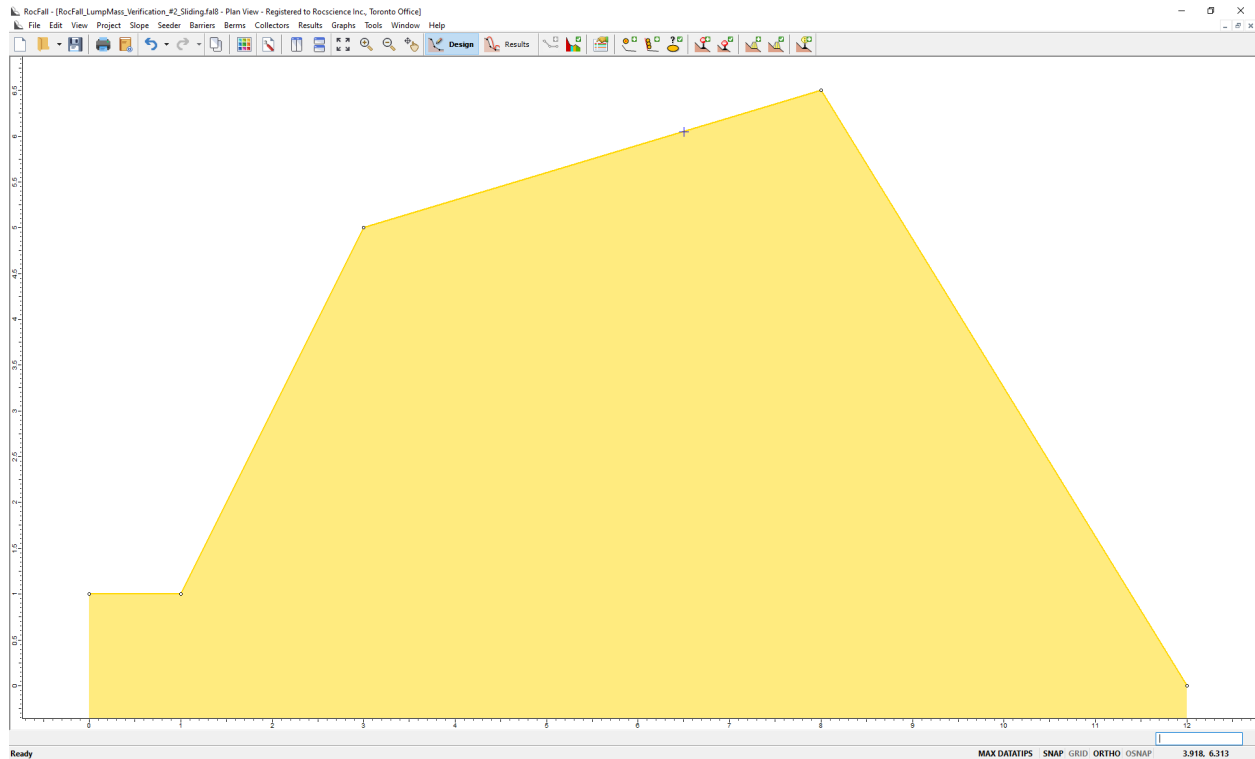 RocFall - [RocFall_LumpMass_Verification_#2_Sliding.fal8 - Plan View - Registered to Rocscience Inc., Toronto Office]
File Edit View Project Slope Seeder Barriers Berms Collectors Results Graphs Tools Window Help
Design Results
6.5
6
5.5
5
4.5
4
3.5
3
2.5
2
1.5
1
0.5
0
0 1 2 3 4 5 6 7 8 9 10 11 12
Ready MAX DATATIPS SNAP GRID ORTHO OSNAP 3.918, 6.313